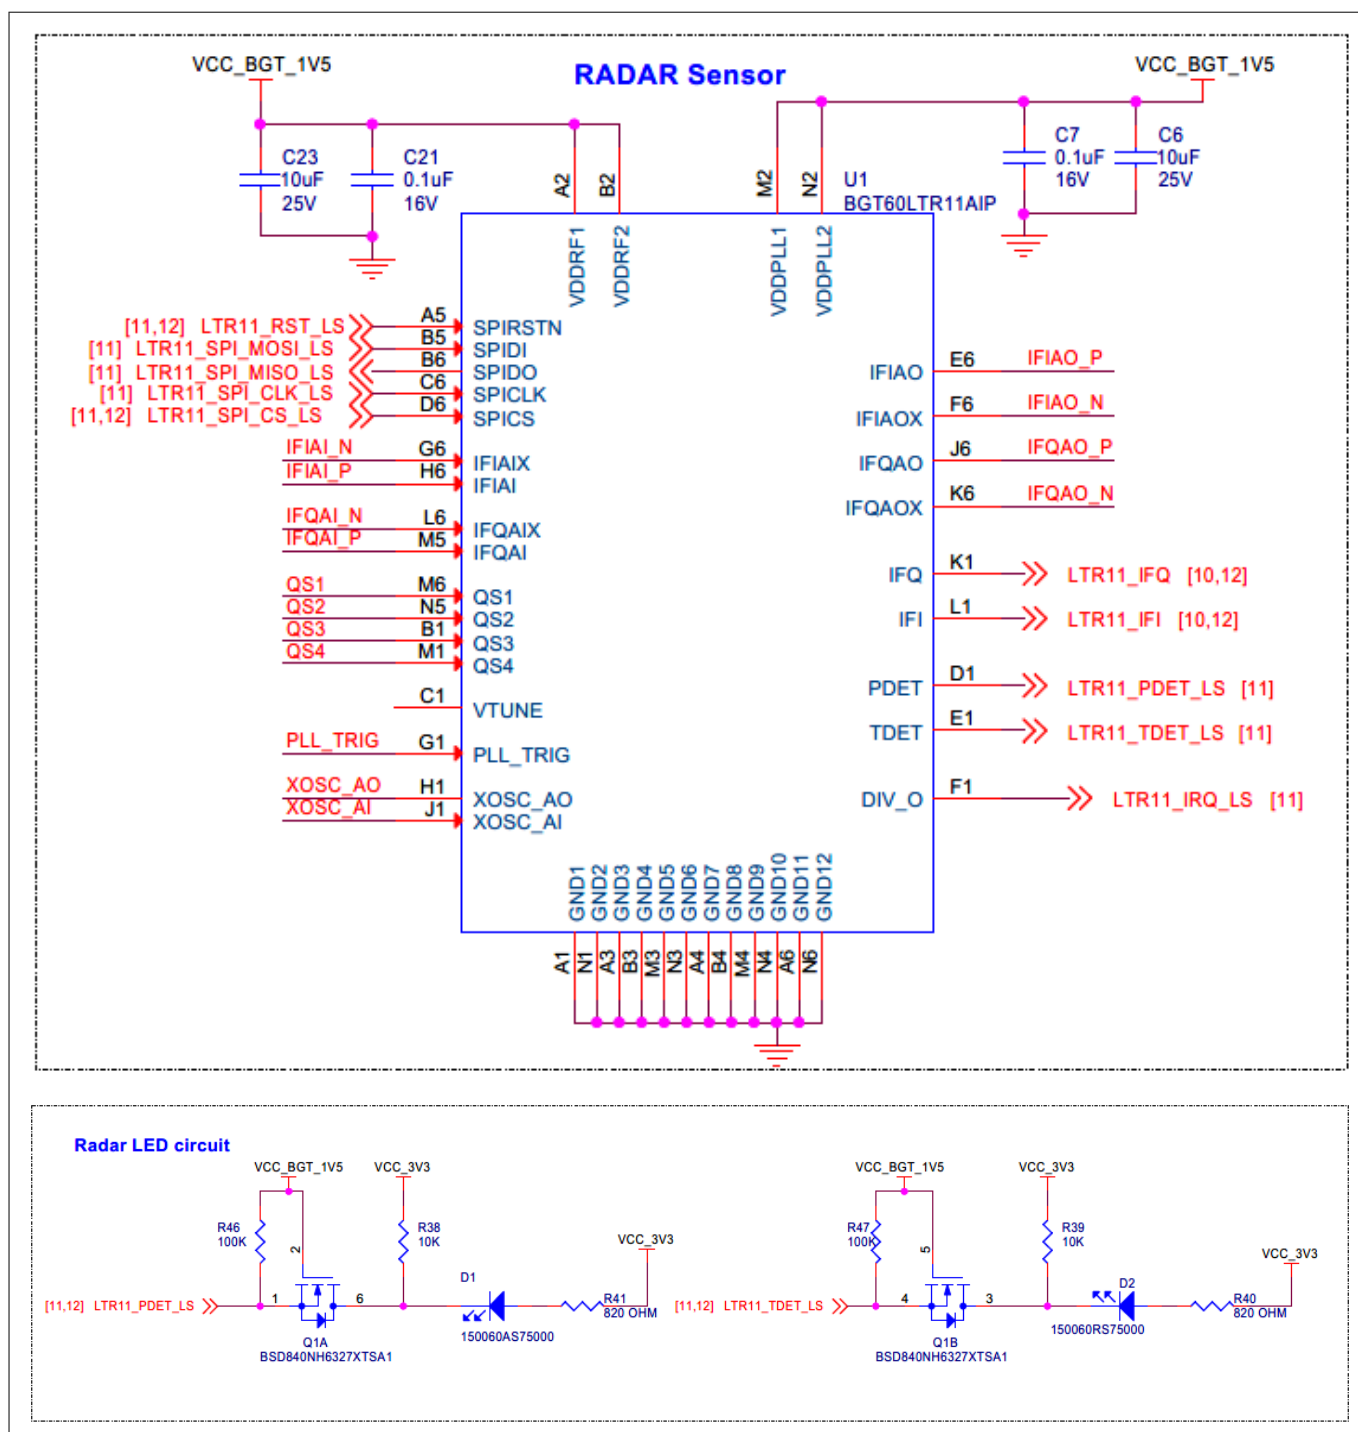 RADAR Sensor
VCC_BGT_1V5
VCC_BGT_1V5
C23
10uF
25V
C21
0.1uF
16V
C7
0.1uF
16V
C6
10uF
25V
A2
B2
M2
N2
U1
BGT60LTR11AIP
VDDRF1
VDDRF2
VDDPLL1
VDDPLL2
[11,12] LTR11_RST_LS A5 SPIRSTN
[11] LTR11_SPI_MOSI_LS B5 SPIDI
[11] LTR11_SPI_MISO_LS B6 SPIDO
[11] LTR11_SPI_CLK_LS C6 SPICLK
[11,12] LTR11_SPI_CS_LS D6 SPICS
IFIAI_N G6 IFIAIX
IFIAI_P H6 IFIAI
IFQAI_N L6 IFQAIX
IFQAI_P M5 IFQAI
QS1 M6 QS1
QS2 N5 QS2
QS3 B1 QS3
QS4 M1 QS4
C1 VTUNE
PLL_TRIG G1 PLL_TRIG
XOSC_AO H1 XOSC_AO
XOSC_AI J1 XOSC_AI
IFIAO E6 IFIAO_P
IFIAOX F6 IFIAO_N
IFQAO J6 IFQAO_P
IFQAOX K6 IFQAO_N
IFQ K1 LTR11_IFQ [10,12]
IFI L1 LTR11_IFI [10,12]
PDET D1 LTR11_PDET_LS [11]
TDET E1 LTR11_TDET_LS [11]
DIV_O F1 LTR11_IRQ_LS [11]
GND1
GND2
GND3
GND4
GND5
GND6
GND7
GND8
GND9
GND10
GND11
GND12
A1
N1
A3
B3
M3
N3
A4
B4
M4
N4
A6
N6
Radar LED circuit
VCC_BGT_1V5
VCC_3V3
R46
100K
2
R38
10K
VCC_3V3
D1
[11,12] LTR11_PDET_LS
1
6
R41
820 OHM
150060AS75000
Q1A
BSD840NH6327XTSA1
VCC_BGT_1V5
VCC_3V3
R47
100K
5
R39
10K
VCC_3V3
D2
[11,12] LTR11_TDET_LS
4
3
R40
820 OHM
150060RS75000
Q1B
BSD840NH6327XTSA1